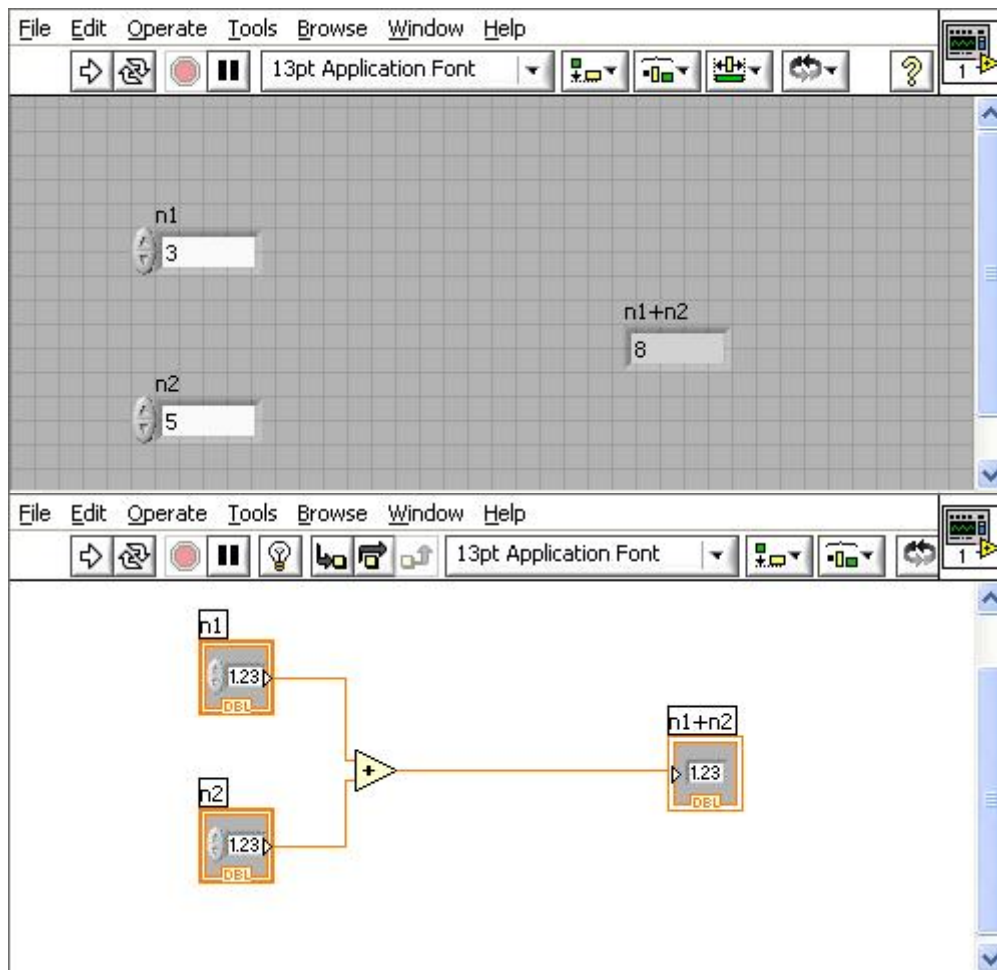 File Edit Operate Tools Browse Window Help
13pt Application Font
?
1
n1
3
n1+n2
8
n2
5
File Edit Operate Tools Browse Window Help
13pt Application Font
1
n1
1.23
DBL
+
n1+n2
1.23
DBL
n2
1.23
DBL